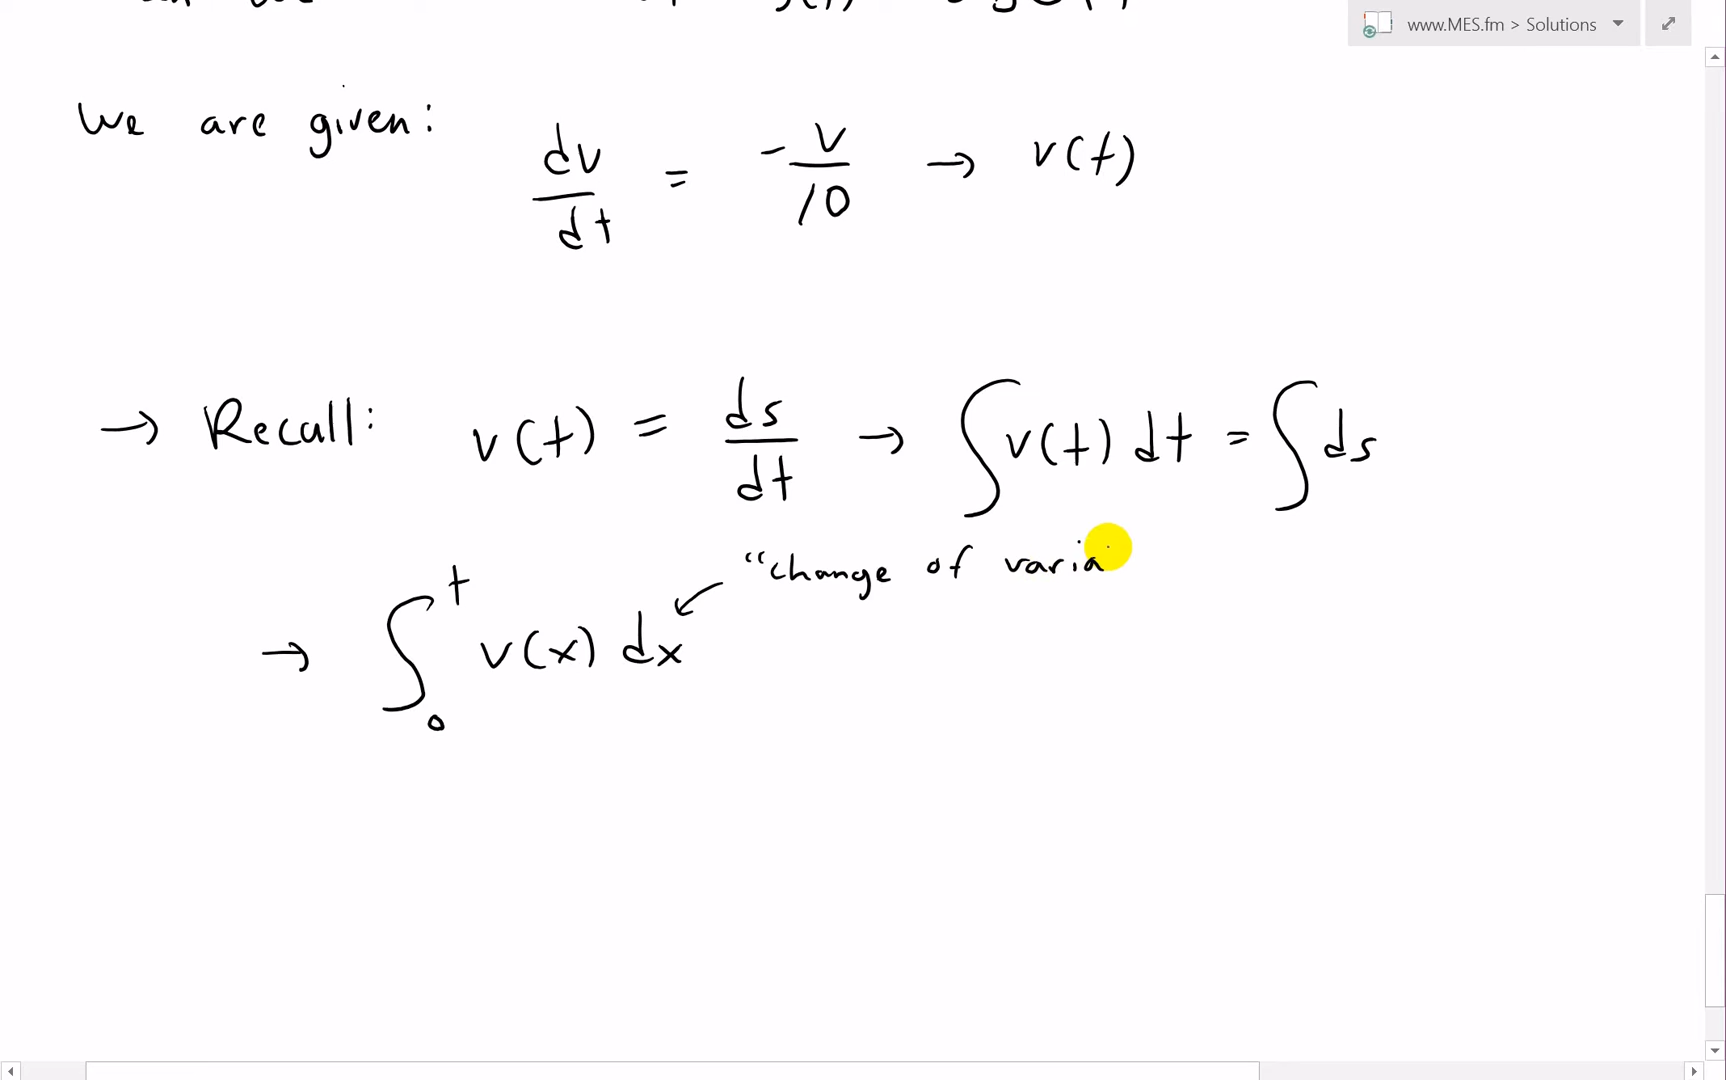 www.MES.fm > Solutions
We are given: dv/dt = -v/10 → v(t)
→ Recall: v(t) = ds/dt → ∫v(t) dt = ∫ds
"change of varia
→ ∫₀ᵗ v(x) dx